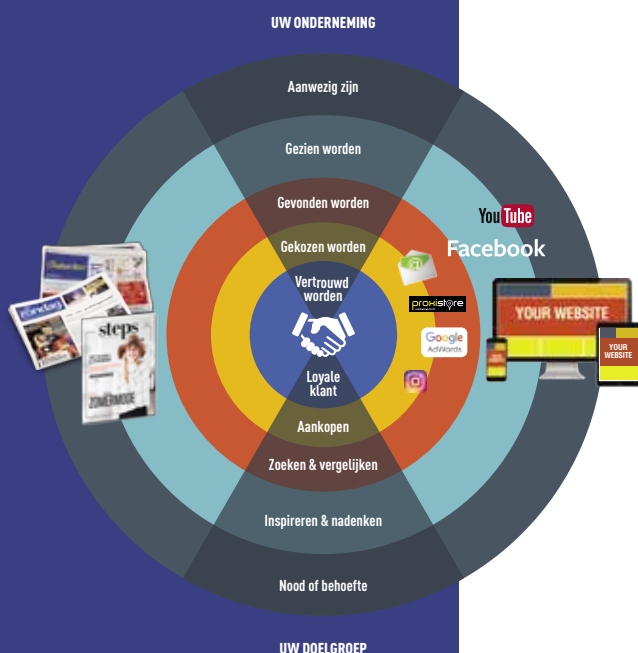 UW ONDERNEMING
Aanwezig zijn
Gezien worden
Gevonden worden
Gekozen worden
Vertrouwd
worden
Loyale
klant
Aankopen
Zoeken & vergelijken
Inspireren & nadenken
Nood of behoefte
UW DOELGROEP
zondag
steps
ZOMERMODE
YouTube
Facebook
@
proxistore
Google
AdWords
YOUR WEBSITE
YOUR
WEBSITE